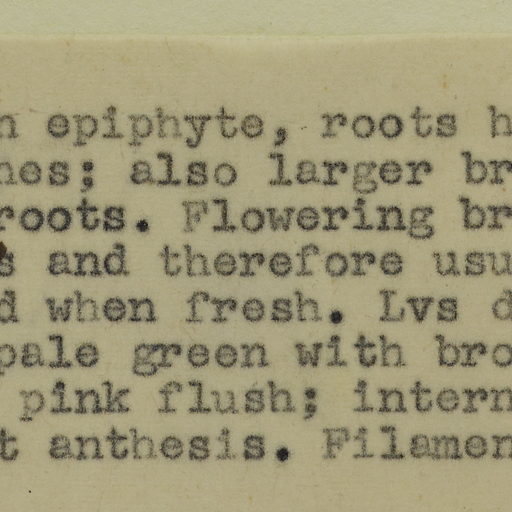 n epiphyte, roots h
nes; also larger br
roots. Flowering br
s and therefore usu
d when fresh. Lvs d
pale green with bro
pink flush; intern
t anthesis. Filamen